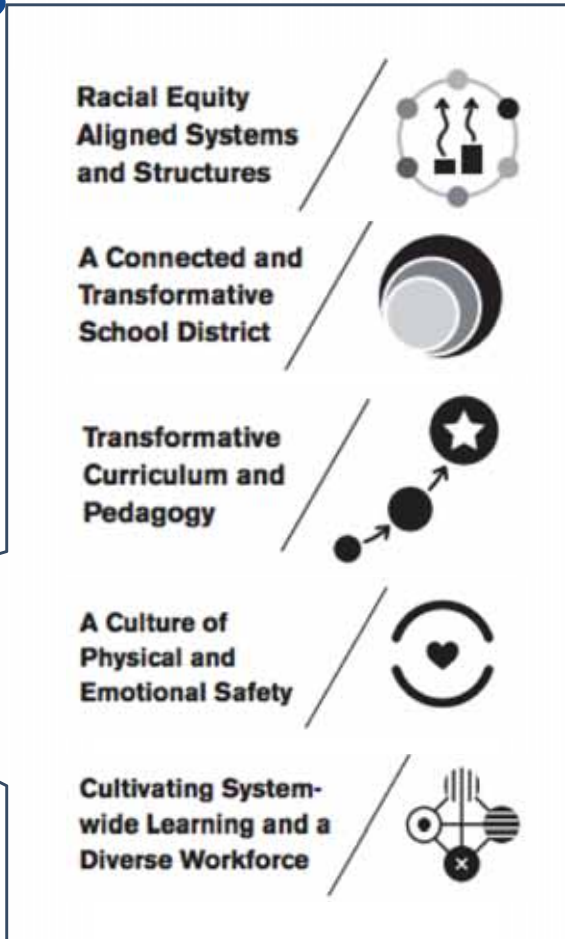 Racial Equity
Aligned Systems
and Structures
A Connected and
Transformative
School District
Transformative
Curriculum and
Pedagogy
A Culture of
Physical and
Emotional Safety
Cultivating System-
wide Learning and a
Diverse Workforce